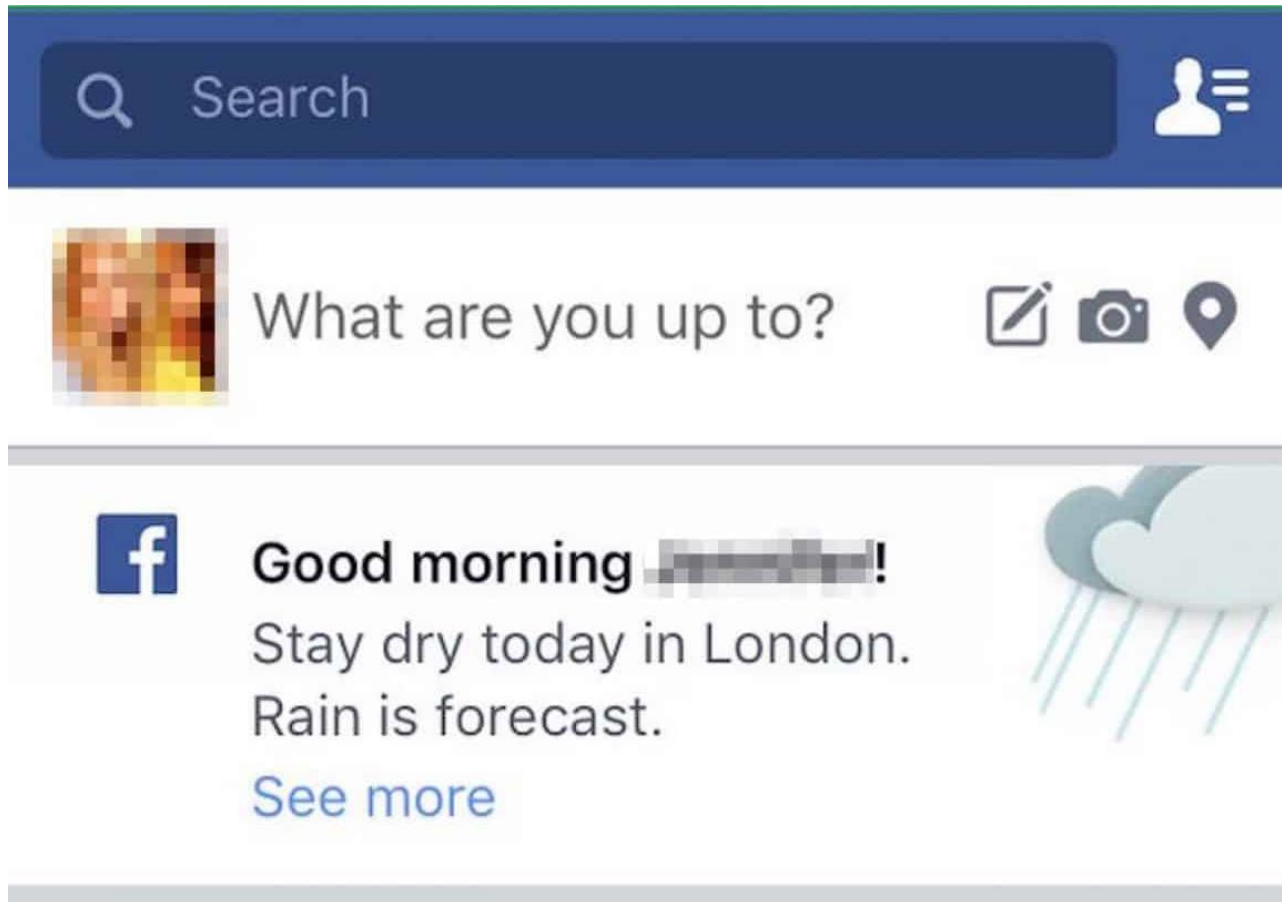 Search
What are you up to?
Good morning !
Stay dry today in London.
Rain is forecast.
See more